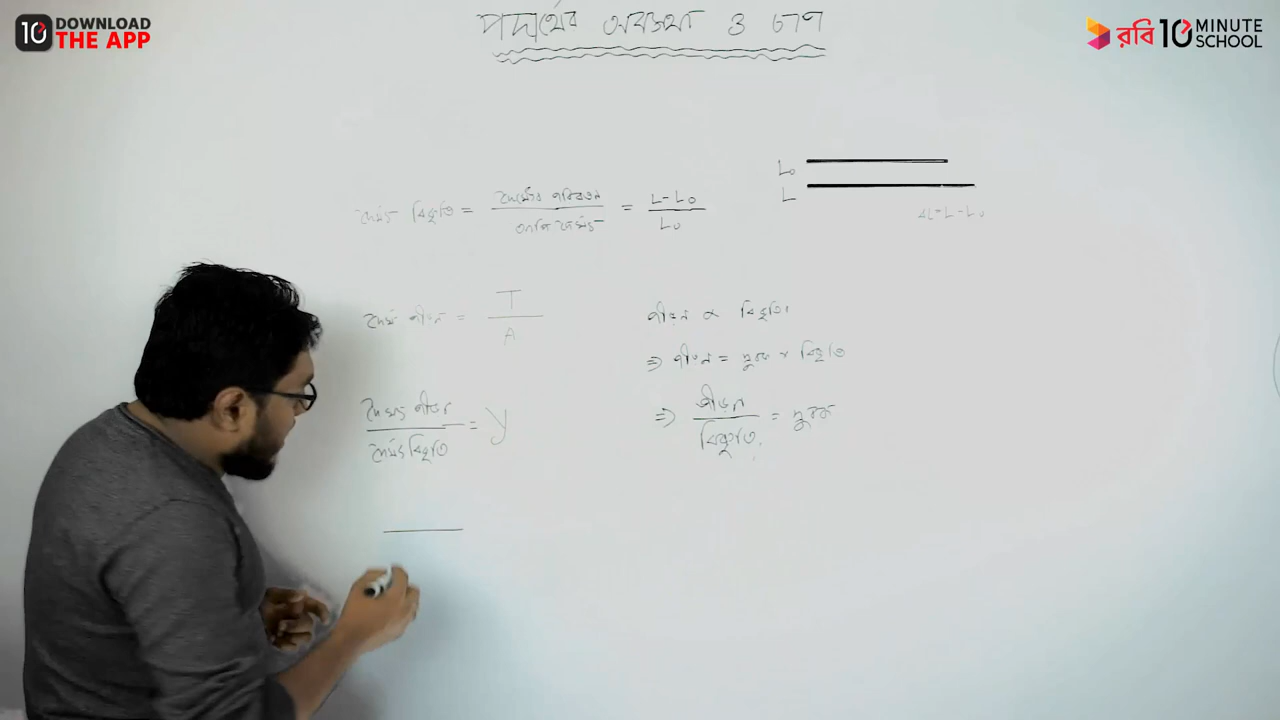 DOWNLOAD
THE APP
রবি 10 MINUTE SCHOOL
পদার্থের অবস্থা ও চাপ
L₀
L
ΔL=L-L₀
দৈর্ঘ্য বিকৃতি = দৈর্ঘ্যের পরিবর্তন / আদি দৈর্ঘ্য = L-L₀ / L₀
দৈর্ঘ্য পীড়ন = T / A
পীড়ন ∝ বিকৃতি।
⇒ পীড়ন = ধ্রুবক × বিকৃতি
দৈর্ঘ্য পীড়ন / দৈর্ঘ্য বিকৃতি = Y
⇒ পীড়ন / বিকৃতি = ধ্রুবক